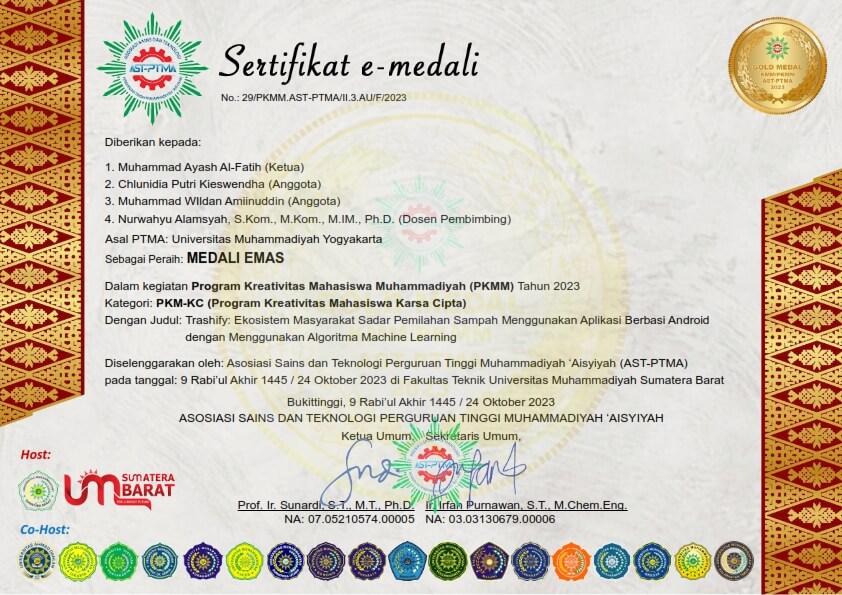 Sertifikat e-medali
No.: 29/PKMM.AST-PTMA/II.3.AU/F/2023
AST-PTMA
GOLD MEDAL
KMM/PKMM
AST-PTMA
2023
Diberikan kepada:
1. Muhammad Ayash Al-Fatih (Ketua)
2. Chlunidia Putri Kieswendha (Anggota)
3. Muhammad WIldan Amiinuddin (Anggota)
4. Nurwahyu Alamsyah, S.Kom., M.Kom., M.IM., Ph.D. (Dosen Pembimbing)
Asal PTMA: Universitas Muhammadiyah Yogyakarta
Sebagai Peraih: MEDALI EMAS
Dalam kegiatan Program Kreativitas Mahasiswa Muhammadiyah (PKMM) Tahun 2023
Kategori: PKM-KC (Program Kreativitas Mahasiswa Karsa Cipta)
Dengan Judul: Trashify: Ekosistem Masyarakat Sadar Pemilahan Sampah Menggunakan Aplikasi Berbasi Android
dengan Menggunakan Algoritma Machine Learning
Diselenggarakan oleh: Asosiasi Sains dan Teknologi Perguruan Tinggi Muhammadiyah ‘Aisyiyah (AST-PTMA)
pada tanggal: 9 Rabi’ul Akhir 1445 / 24 Oktober 2023 di Fakultas Teknik Universitas Muhammadiyah Sumatera Barat
Bukittinggi, 9 Rabi’ul Akhir 1445 / 24 Oktober 2023
ASOSIASI SAINS DAN TEKNOLOGI PERGURUAN TINGGI MUHAMMADIYAH ‘AISYIYAH
Ketua Umum, Sekretaris Umum,
AST-PTMA
Prof. Ir. Sunardi, S.T., M.T., Ph.D. Ir. Irfan Purnawan, S.T., M.Chem.Eng.
NA: 07.05210574.00005 NA: 03.03130679.00006
Host:
um SUMATERA
BARAT
Co-Host: